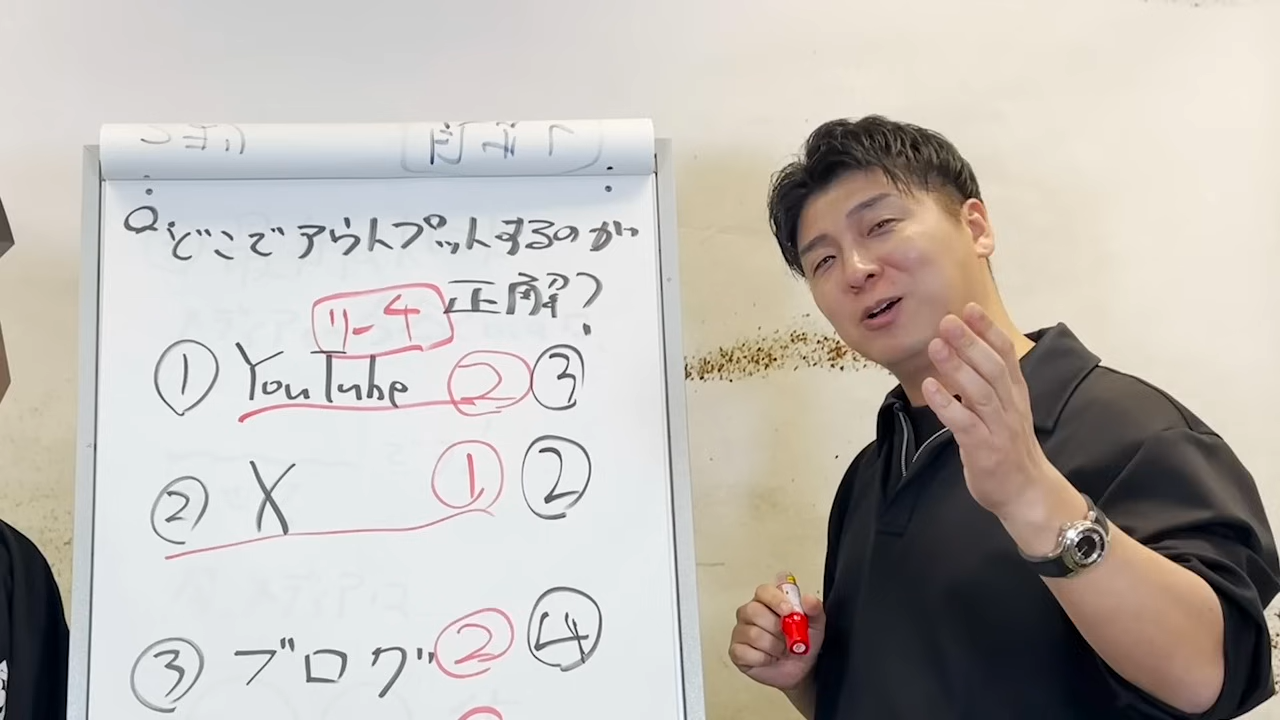 Q. どこでアウトプットするのが
正解?
リー4
① YouTube ② ③
② X ① ②
③ ブログ ② ④